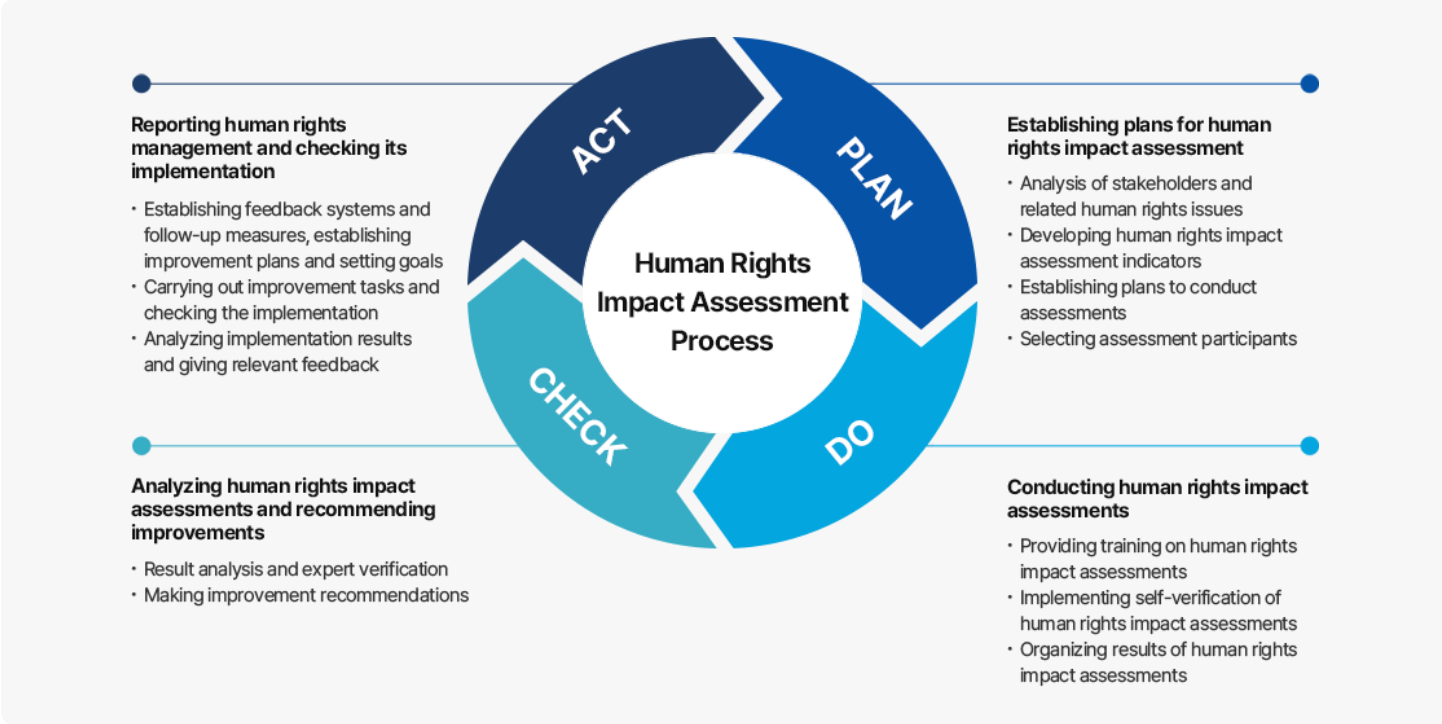 ACT
PLAN
CHECK
DO
Human Rights
Impact Assessment
Process
Reporting human rights
management and checking its
implementation
· Establishing feedback systems and
follow-up measures, establishing
improvement plans and setting goals
· Carrying out improvement tasks and
checking the implementation
· Analyzing implementation results
and giving relevant feedback
Establishing plans for human
rights impact assessment
· Analysis of stakeholders and
related human rights issues
· Developing human rights impact
assessment indicators
· Establishing plans to conduct
assessments
· Selecting assessment participants
Analyzing human rights impact
assessments and recommending
improvements
· Result analysis and expert verification
· Making improvement recommendations
Conducting human rights impact
assessments
· Providing training on human rights
impact assessments
· Implementing self-verification of
human rights impact assessments
· Organizing results of human rights
impact assessments